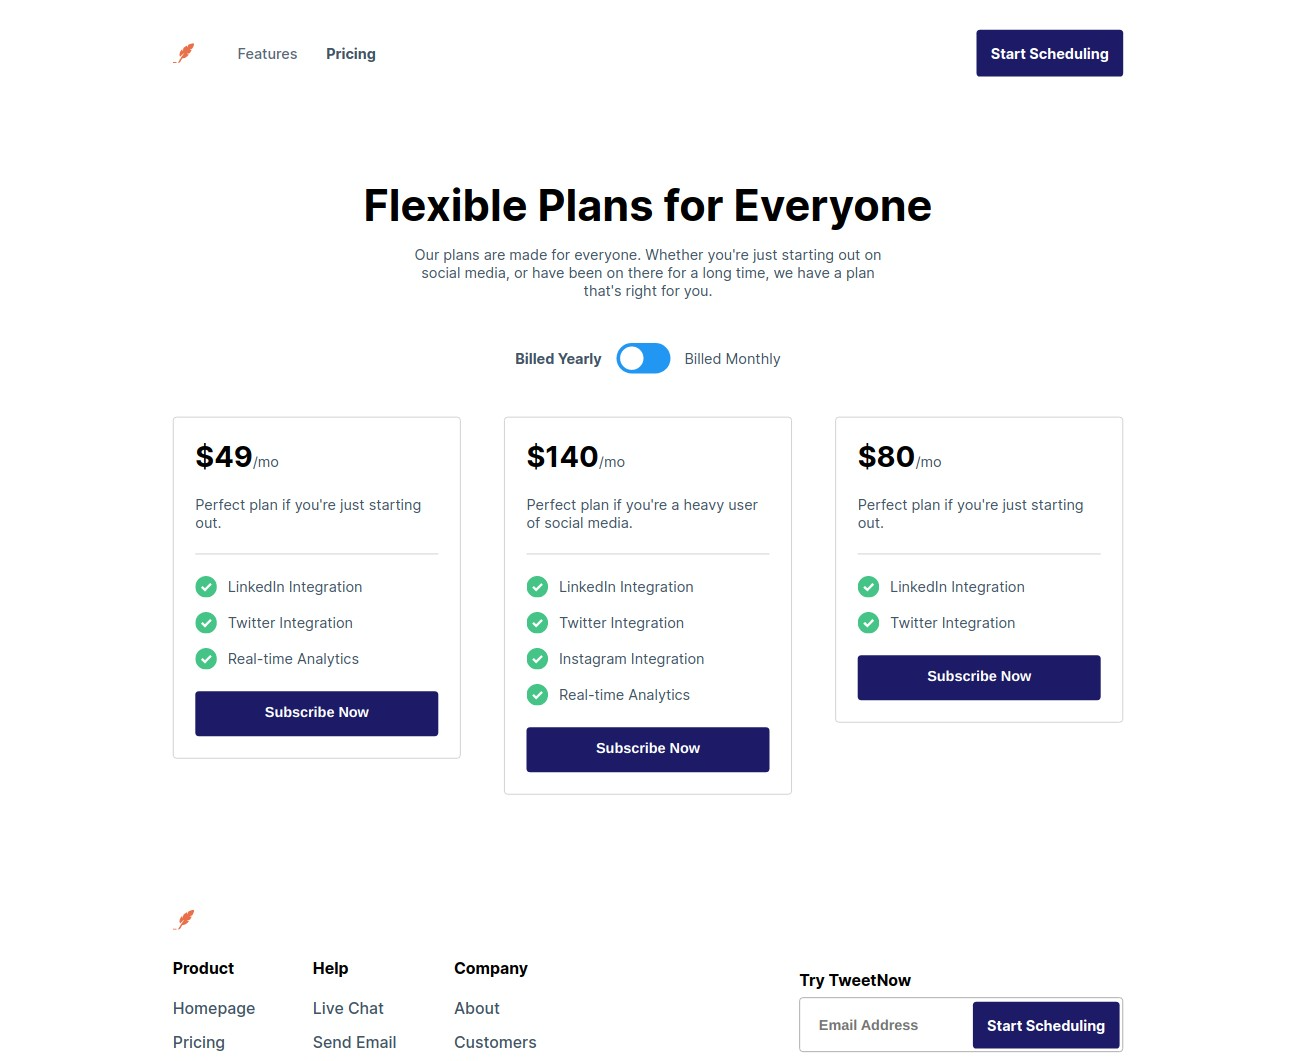 Features
Pricing
Start Scheduling
Flexible Plans for Everyone
Our plans are made for everyone. Whether you're just starting out on
social media, or have been on there for a long time, we have a plan
that's right for you.
Billed Yearly
Billed Monthly
$49/mo
Perfect plan if you're just starting
out.
LinkedIn Integration
Twitter Integration
Real-time Analytics
Subscribe Now
$140/mo
Perfect plan if you're a heavy user
of social media.
LinkedIn Integration
Twitter Integration
Instagram Integration
Real-time Analytics
Subscribe Now
$80/mo
Perfect plan if you're just starting
out.
LinkedIn Integration
Twitter Integration
Subscribe Now
Product
Homepage
Pricing
Help
Live Chat
Send Email
Company
About
Customers
Try TweetNow
Email Address
Start Scheduling